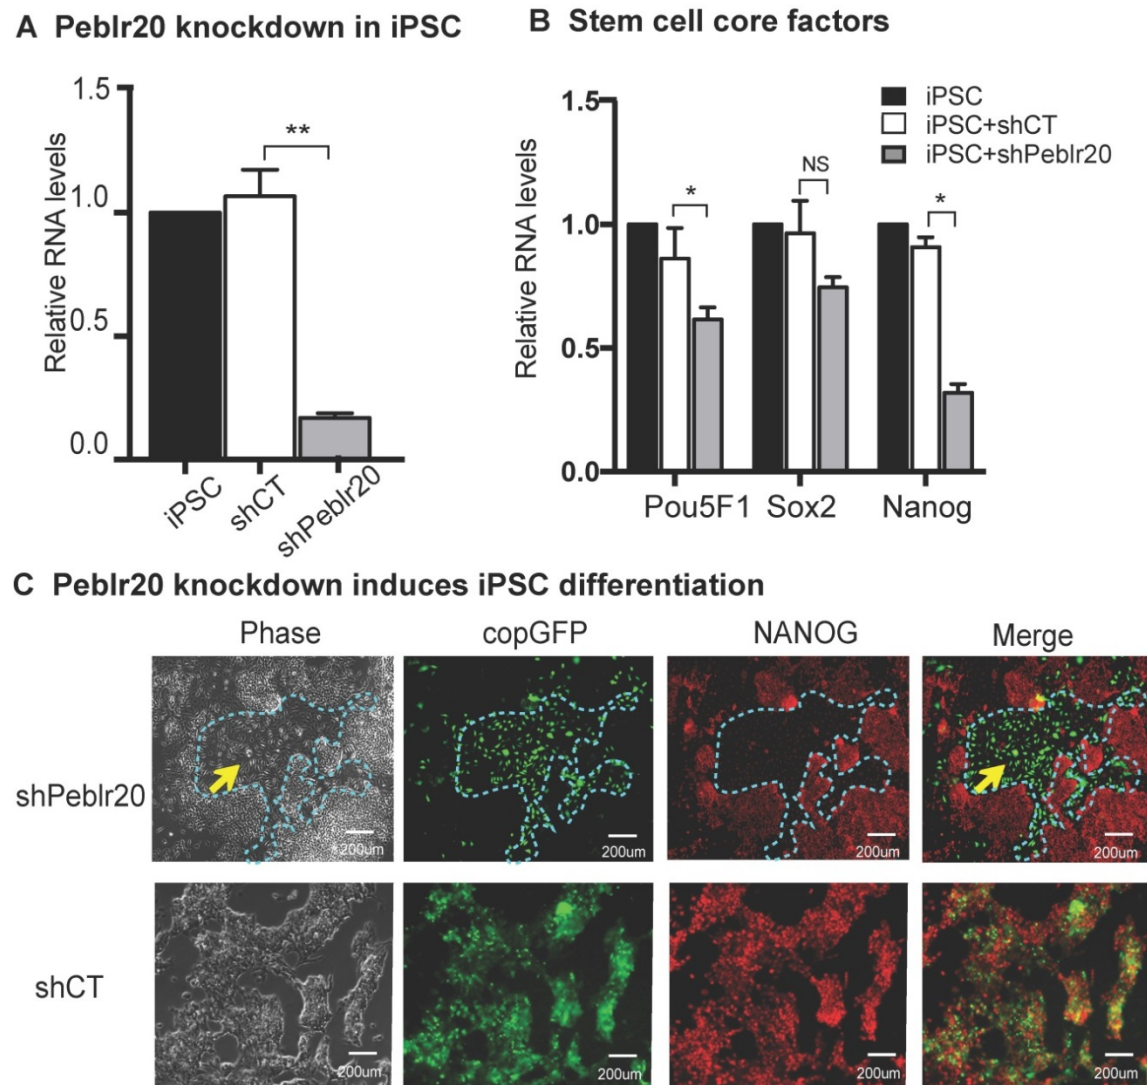 A Peblr20 knockdown in iPSC
Relative RNA levels
1.5
1.0
0.5
0.0
**
iPSC
shCT
shPeblr20
B Stem cell core factors
iPSC
iPSC+shCT
iPSC+shPeblr20
Relative RNA levels
1.5
1.0
0.5
0.0
*
NS
*
Pou5F1 Sox2 Nanog
C Peblr20 knockdown induces iPSC differentiation
Phase copGFP NANOG Merge
shPeblr20
200um 200um 200um 200um
shCT
200um 200um 200um 200um